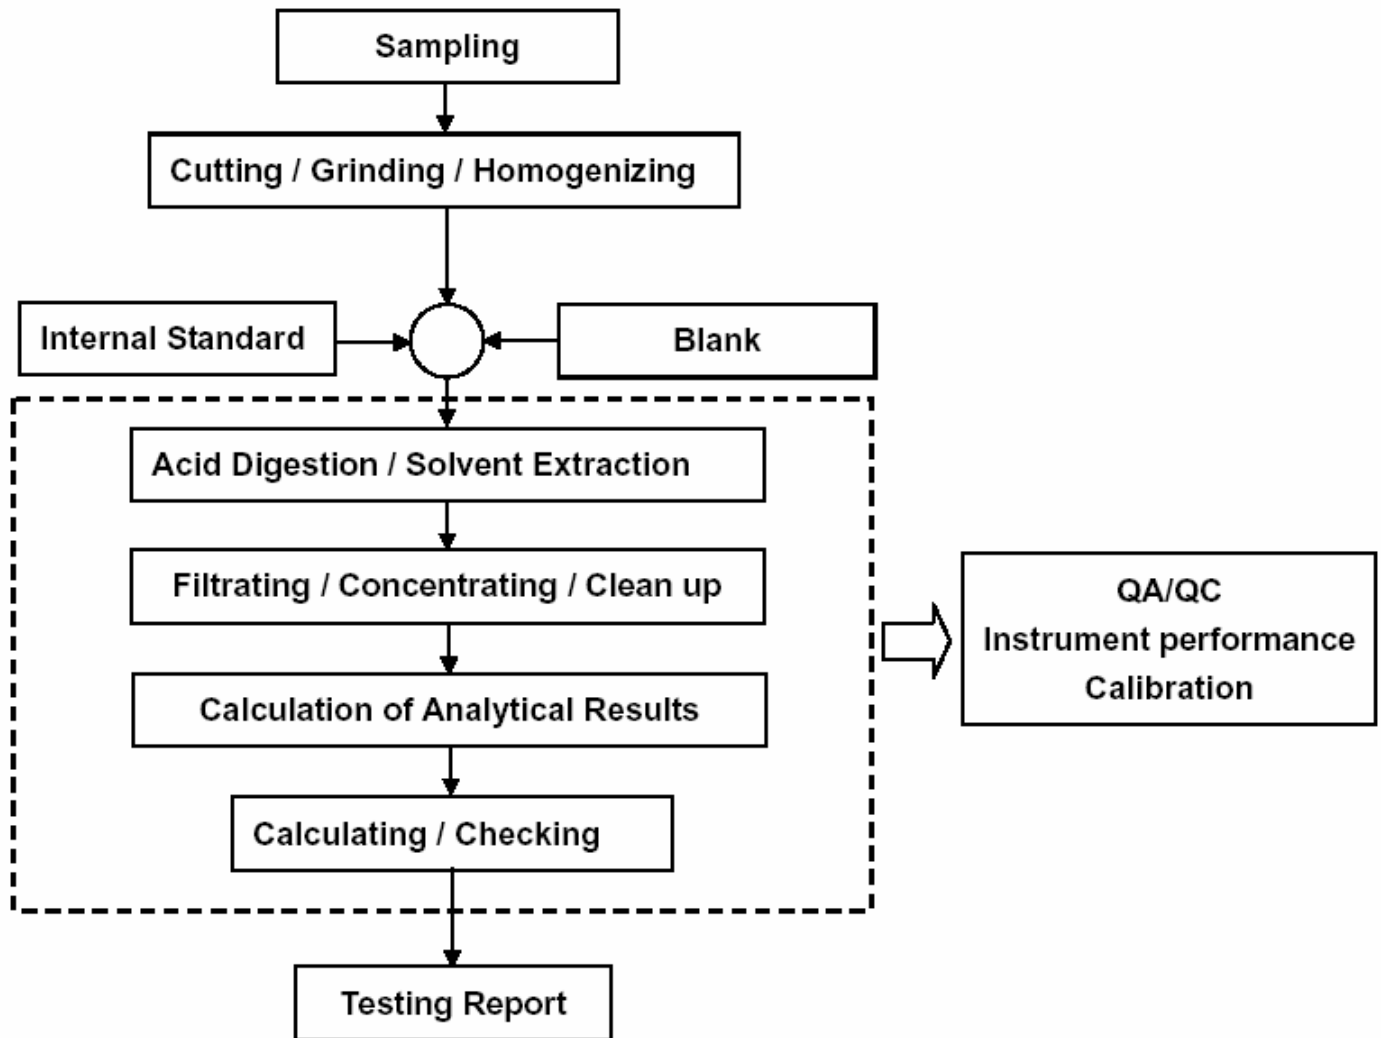 Sampling
Cutting / Grinding / Homogenizing
Internal Standard
Blank
Acid Digestion / Solvent Extraction
Filtrating / Concentrating / Clean up
Calculation of Analytical Results
Calculating / Checking
QA/QC
Instrument performance
Calibration
Testing Report